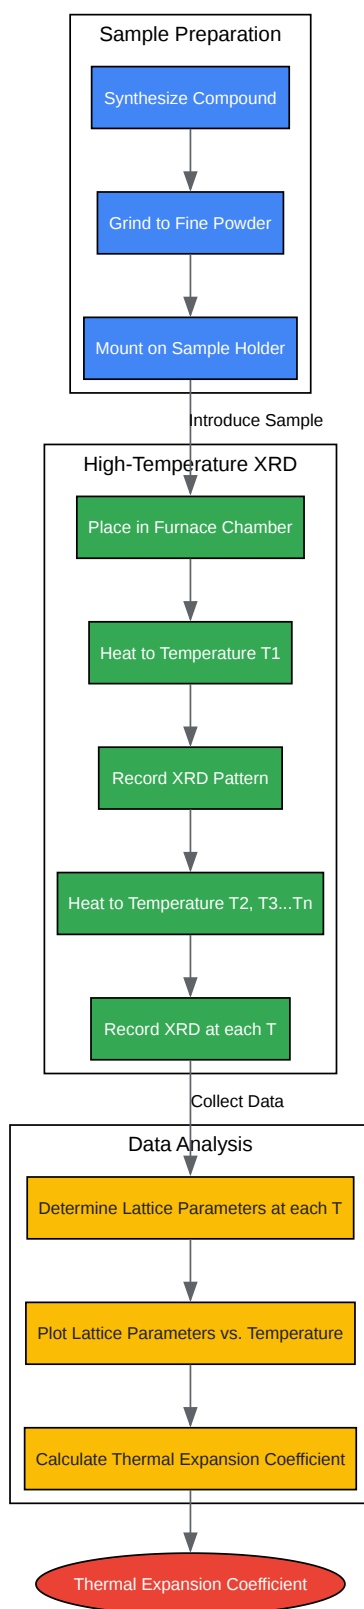 Sample Preparation
Synthesize Compound
Grind to Fine Powder
Mount on Sample Holder
Introduce Sample
High-Temperature XRD
Place in Furnace Chamber
Heat to Temperature T1
Record XRD Pattern
Heat to Temperature T2, T3...Tn
Record XRD at each T
Collect Data
Data Analysis
Determine Lattice Parameters at each T
Plot Lattice Parameters vs. Temperature
Calculate Thermal Expansion Coefficient
Thermal Expansion Coefficient